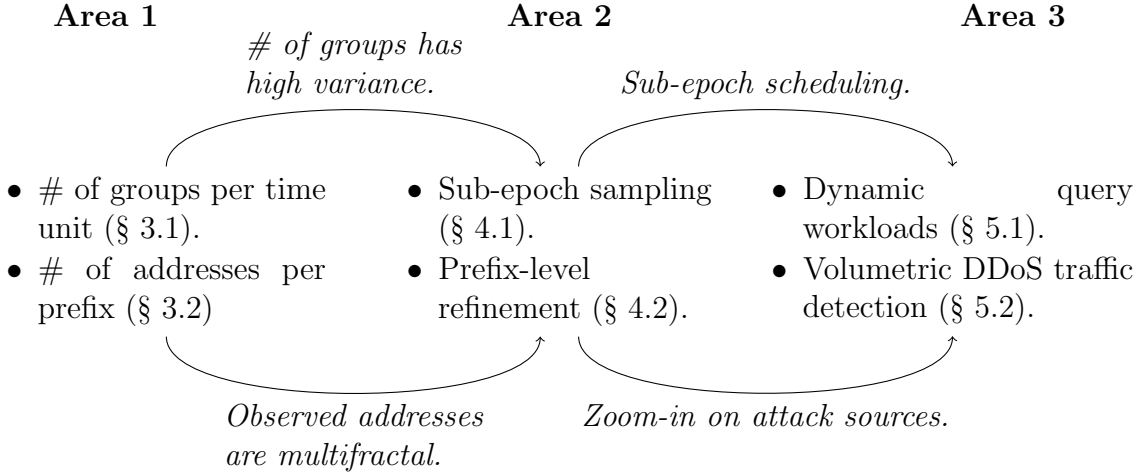 Area 1
Area 2
Area 3
# of groups has
high variance.
Sub-epoch scheduling.
• # of groups per time
unit (§ 3.1).
• # of addresses per
prefix (§ 3.2)
• Sub-epoch sampling
(§ 4.1).
• Prefix-level
refinement (§ 4.2).
• Dynamic query
workloads (§ 5.1).
• Volumetric DDoS traffic
detection (§ 5.2).
Observed addresses
are multifractal.
Zoom-in on attack sources.